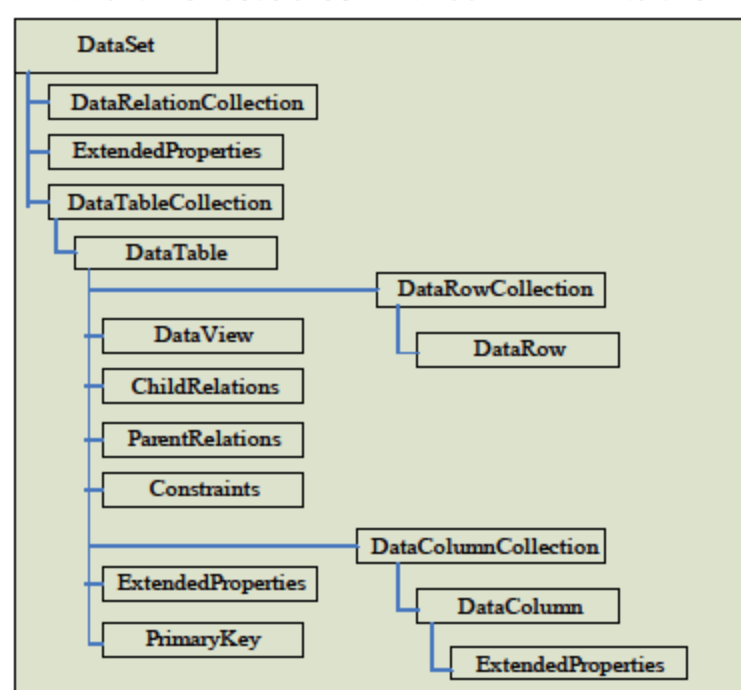 DataSet
DataRelationCollection
ExtendedProperties
DataTableCollection
DataTable
DataRowCollection
DataView
DataRow
ChildRelations
ParentRelations
Constraints
DataColumnCollection
ExtendedProperties
DataColumn
PrimaryKey
ExtendedProperties